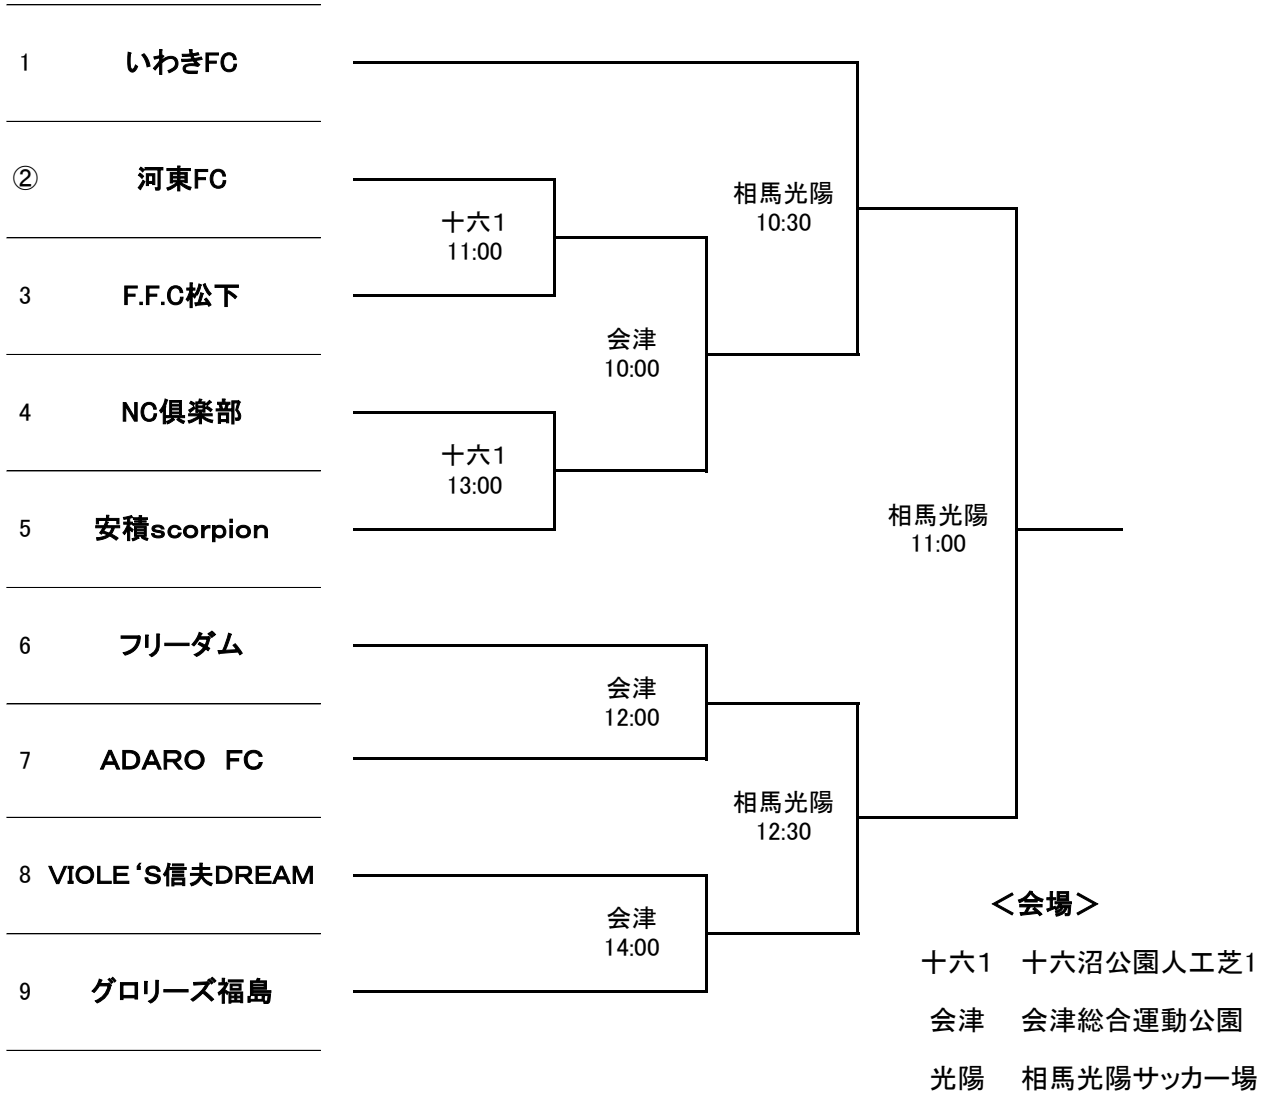 1 いわきFC
② 河東FC
3 F.F.C松下
4 NC倶楽部
5 安積scorpion
6 フリーダム
7 ADARO　FC
8 VIOLE‘S信夫DREAM
9 グロリーズ福島
十六1
11:00
十六1
13:00
会津
10:00
会津
12:00
会津
14:00
相馬光陽
10:30
相馬光陽
12:30
相馬光陽
11:00
＜会場＞
十六1 十六沼公園人工芝1
会津 会津総合運動公園
光陽 相馬光陽サッカー場